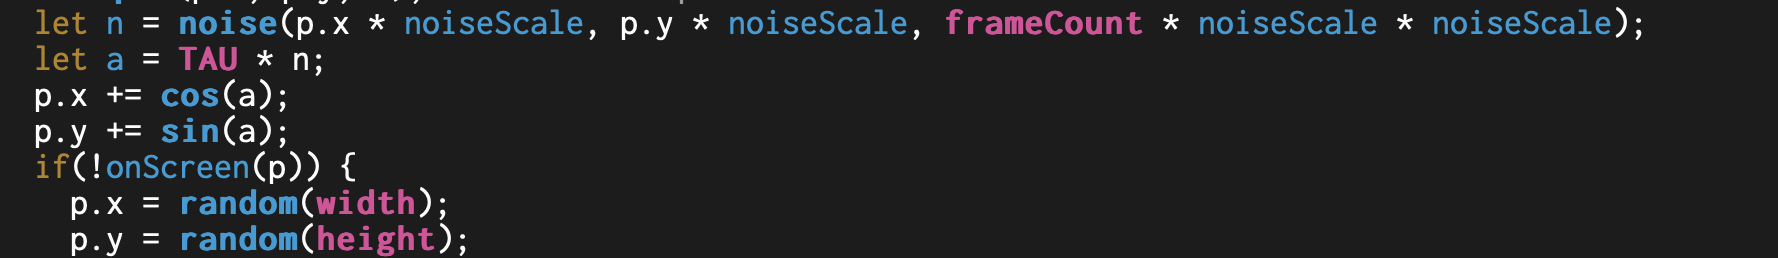 let n = noise(p.x * noiseScale, p.y * noiseScale, frameCount * noiseScale * noiseScale);
let a = TAU * n;
p.x += cos(a);
p.y += sin(a);
if(!onScreen(p)) {
  p.x = random(width);
  p.y = random(height);